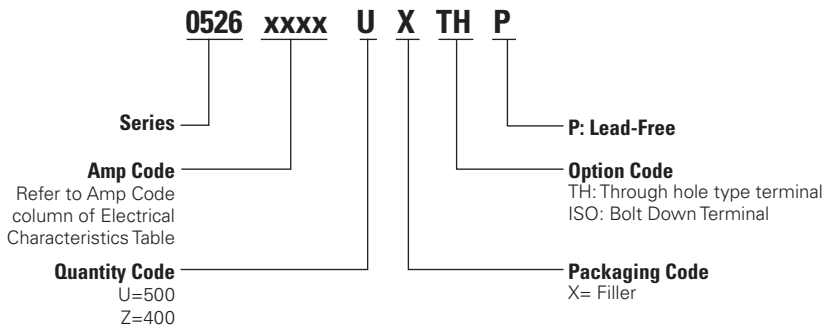 0526 xxxx U X TH P
Series
Amp Code
Refer to Amp Code
column of Electrical
Characteristics Table
Quantity Code
U=500
Z=400
P: Lead-Free
Option Code
TH: Through hole type terminal
ISO: Bolt Down Terminal
Packaging Code
X= Filler